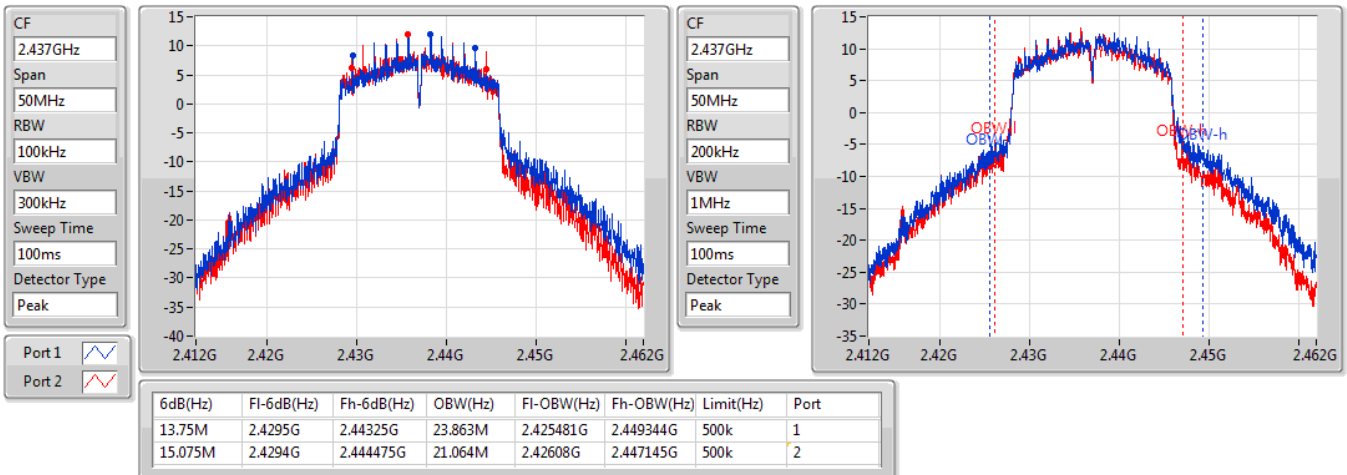 CF
2.437GHz
Span
50MHz
RBW
100kHz
VBW
300kHz
Sweep Time
100ms
Detector Type
Peak
Port 1
Port 2
15
10
5
0
-5
-10
-15
-20
-25
-30
-35
-40
2.412G 2.42G 2.43G 2.44G 2.45G 2.462G
CF
2.437GHz
Span
50MHz
RBW
200kHz
VBW
1MHz
Sweep Time
100ms
Detector Type
Peak
15
10
5
0
-5
-10
-15
-20
-25
-30
-35
OBW-l
OBW-h
OBW-h
2.412G 2.42G 2.43G 2.44G 2.45G 2.462G
6dB(Hz) Fl-6dB(Hz) Fh-6dB(Hz) OBW(Hz) Fl-OBW(Hz) Fh-OBW(Hz) Limit(Hz) Port
13.75M 2.4295G 2.44325G 23.863M 2.425481G 2.449344G 500k 1
15.075M 2.4294G 2.444475G 21.064M 2.42608G 2.447145G 500k 2